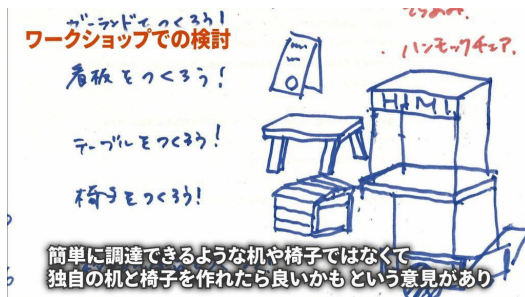 ガーランドをつくろう!
ワークショップでの検討
ハンモックチェア.
看板をつくろう!
HIMI
テーブルをつくろう!
椅子をつくろう!
簡単に調達できるような机や椅子ではなくて
独自の机と椅子を作れたら良いかも という意見があり